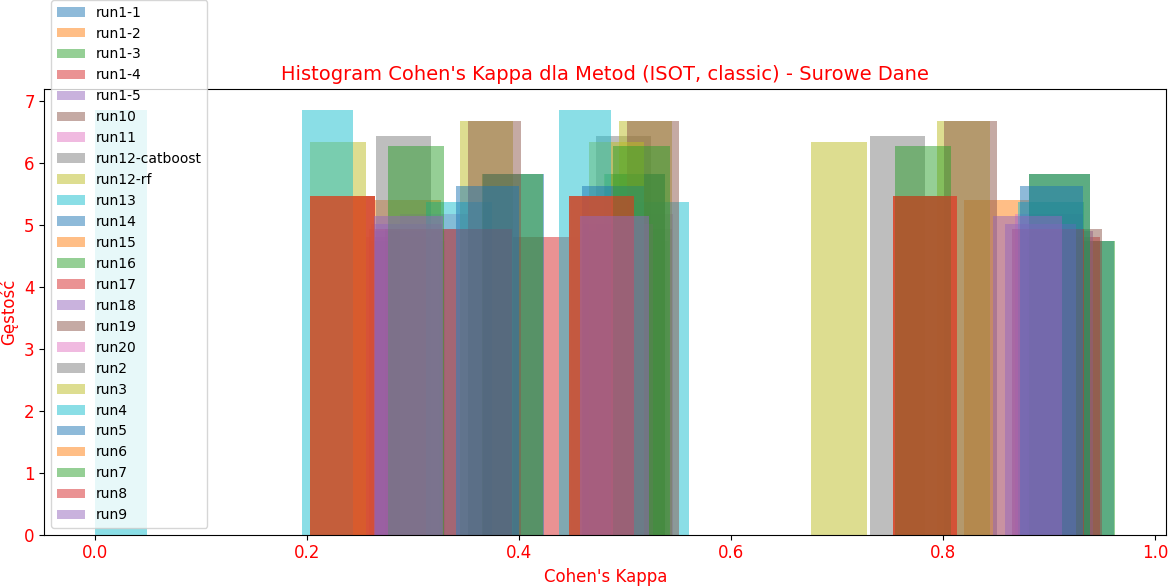 run1-1
run1-2
run1-3
run1-4
run1-5
run10
run11
run12-catboost
run12-rf
run13
run14
run15
run16
run17
run18
run19
run20
run2
run3
run4
run5
run6
run7
run8
run9
Histogram Cohen's Kappa dla Metod (ISOT, classic) - Surowe Dane
Gęstość
7
6
5
4
3
2
1
0
0.0 0.2 0.4 0.6 0.8 1.0
Cohen's Kappa